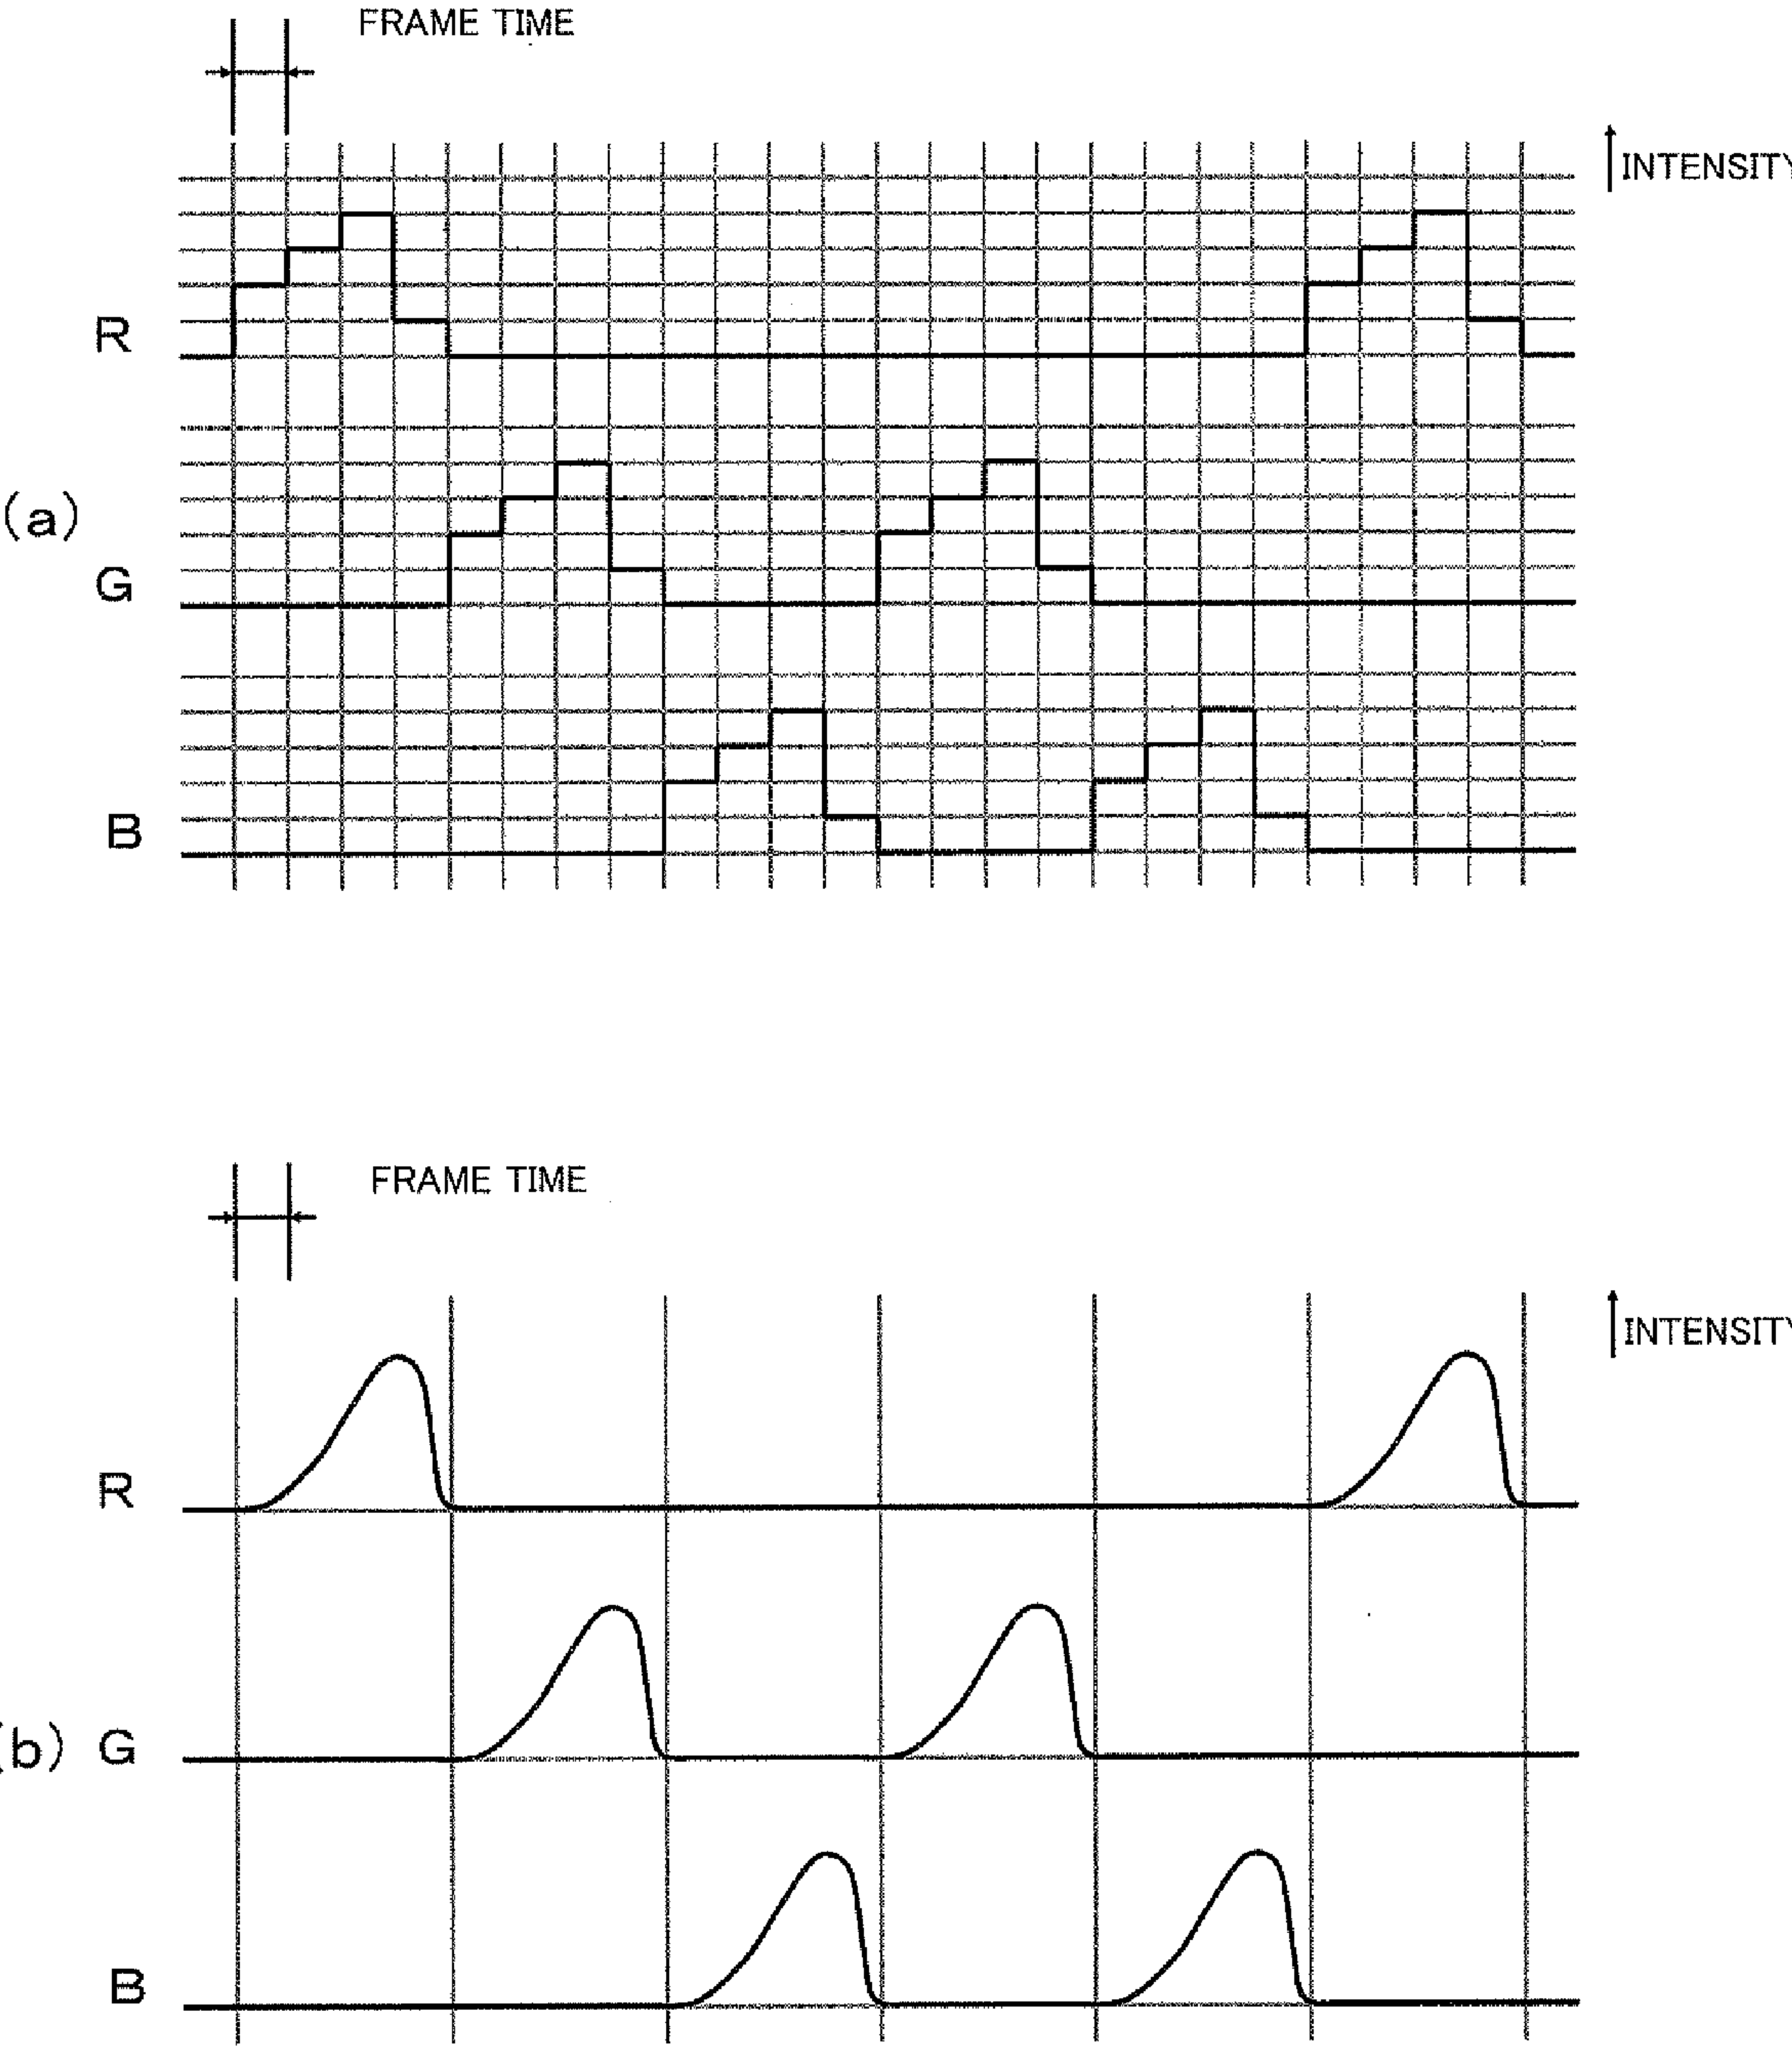 FRAME TIME
INTENSITY
R
(a)
G
B
FRAME TIME
INTENSITY
R
(b) G
B